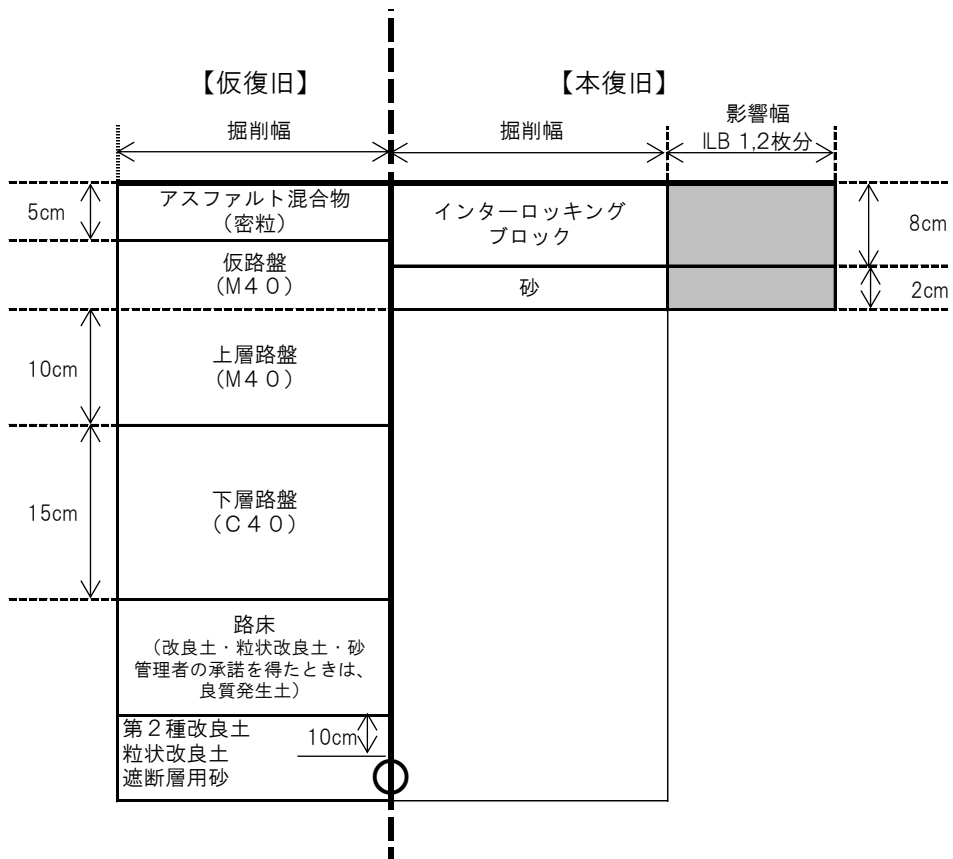 【仮復旧】
【本復旧】
掘削幅
掘削幅
影響幅
ILB 1,2枚分
5cm
アスファルト混合物
（密粒）
インターロッキング
ブロック
8cm
仮路盤
（M４０）
砂
2cm
10cm
上層路盤
（M４０）
15cm
下層路盤
（C４０）
路床
（改良土・粒状改良土・砂
管理者の承諾を得たときは、
良質発生土）
第２種改良土
粒状改良土
遮断層用砂
10cm